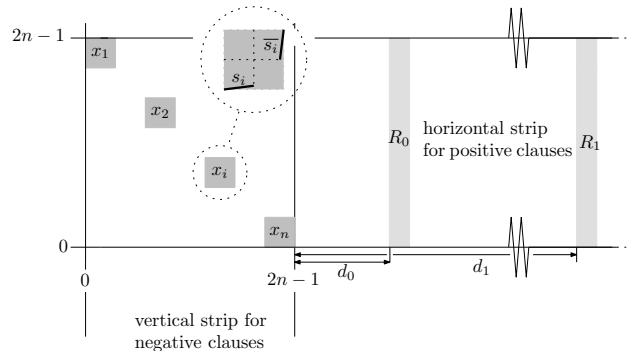 2n − 1
x₁
s̅ᵢ
sᵢ
x₂
horizontal strip
for positive clauses
R₀
R₁
xᵢ
xₙ
0
d₀
d₁
0
2n − 1
vertical strip for
negative clauses